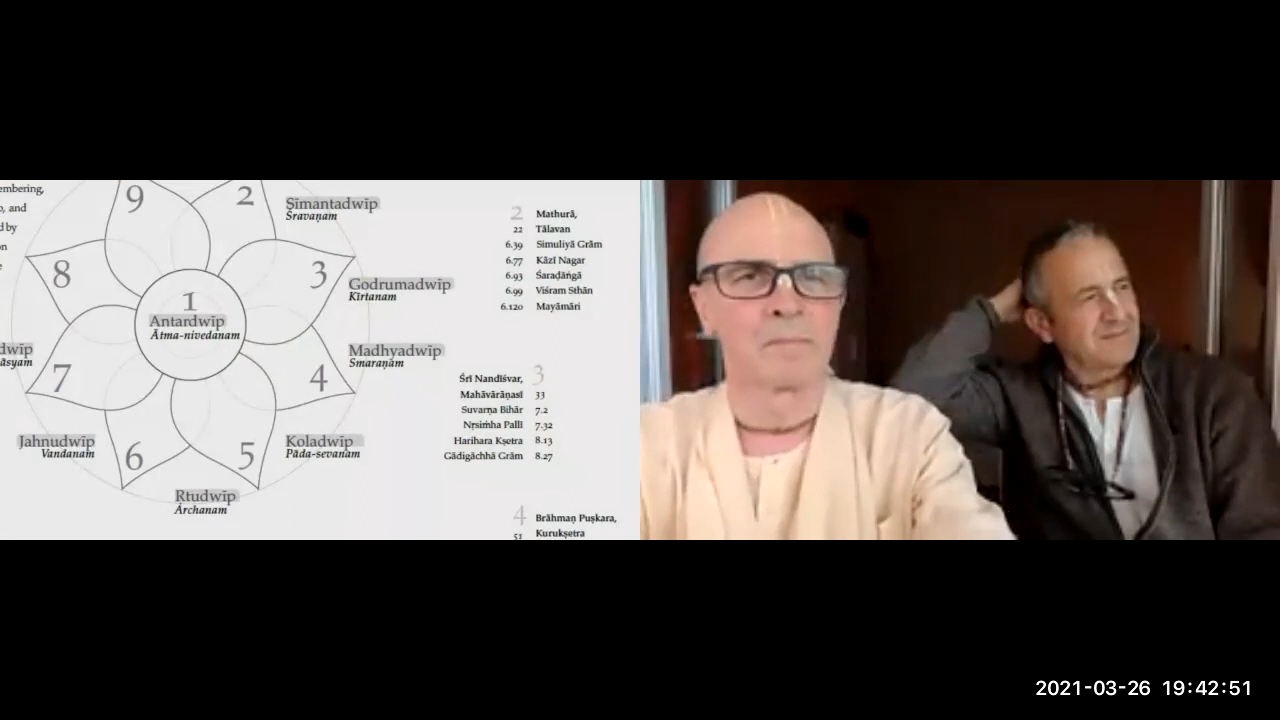 embering,
o, and
d by
on
e
9
2
Sīmantadwīp
Śravaṇam
8
3
Godrumadwīp
Kīrtanam
1
Antardwīp
Ātma-nivedanam
dwīp
āsyam
7
4
Madhyadwīp
Smaraṇam
Jahnudwīp
Vandanam
6
5
Koladwīp
Pāda-sevanam
Rtudwīp
Archanam
2 Mathurā,
22 Tālavan
6.39 Simuliyā Grām
6.77 Kāzī Nagar
6.93 Śaraḍāṅgā
6.99 Viśram Sthān
6.120 Mayāmāri
Śrī Nandīśvar, 3
Mahāvārāṇasī 33
Suvarṇa Bihār 7.2
Nṛsiṁha Pallī 7.32
Harihara Kṣetra 8.13
Gādigāchhā Grām 8.27
4 Brāhmaṇ Puṣkara,
51 Kurukṣetra
2021-03-26 19:42:51